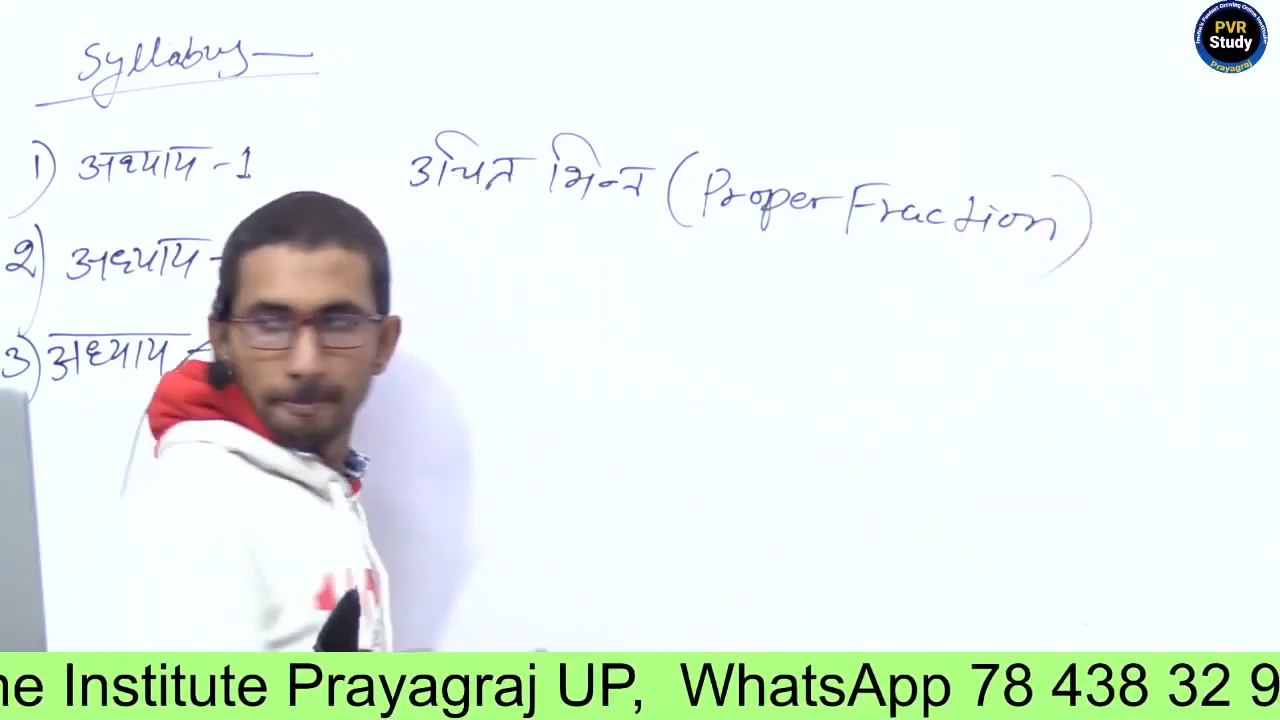 Syllabus —
1) अध्याय - 1
उचित भिन्न (Proper Fraction)
2) अध्याय -
3) अध्याय -
PVR
Study
Prayagraj
ne Institute Prayagraj UP, WhatsApp 78 438 32 9